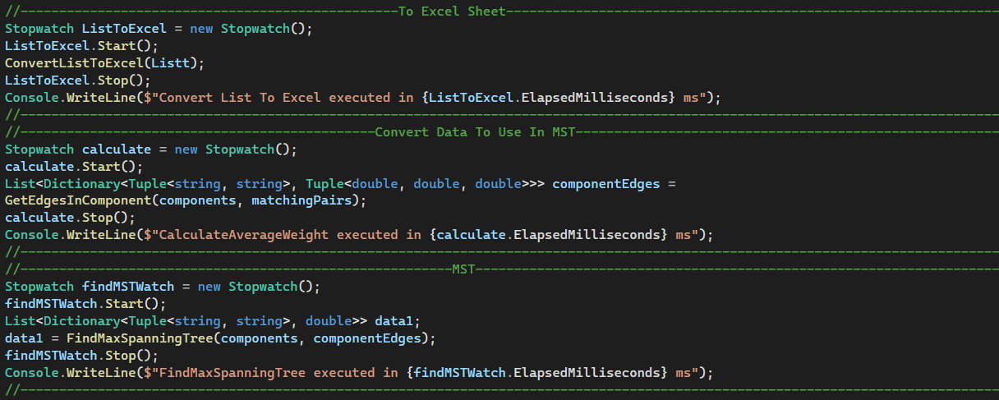 //-------------------------------------------------To Excel Sheet----------------------------------------------------------------
Stopwatch ListToExcel = new Stopwatch();
ListToExcel.Start();
ConvertListToExcel(Listt);
ListToExcel.Stop();
Console.WriteLine($"Convert List To Excel executed in {ListToExcel.ElapsedMilliseconds} ms");
//-------------------------------------------------------------------------------------------------------------------------------
//----------------------------------------------Convert Data To Use In MST-------------------------------------------------------
Stopwatch calculate = new Stopwatch();
calculate.Start();
List<Dictionary<Tuple<string, string>, Tuple<double, double, double>>> componentEdges =
GetEdgesInComponent(components, matchingPairs);
calculate.Stop();
Console.WriteLine($"CalculateAverageWeight executed in {calculate.ElapsedMilliseconds} ms");
//-------------------------------------------------------------------------------------------------------------------------------
//--------------------------------------------------------MST--------------------------------------------------------------------
Stopwatch findMSTWatch = new Stopwatch();
findMSTWatch.Start();
List<Dictionary<Tuple<string, string>, double>> data1;
data1 = FindMaxSpanningTree(components, componentEdges);
findMSTWatch.Stop();
Console.WriteLine($"FindMaxSpanningTree executed in {findMSTWatch.ElapsedMilliseconds} ms");
//-------------------------------------------------------------------------------------------------------------------------------